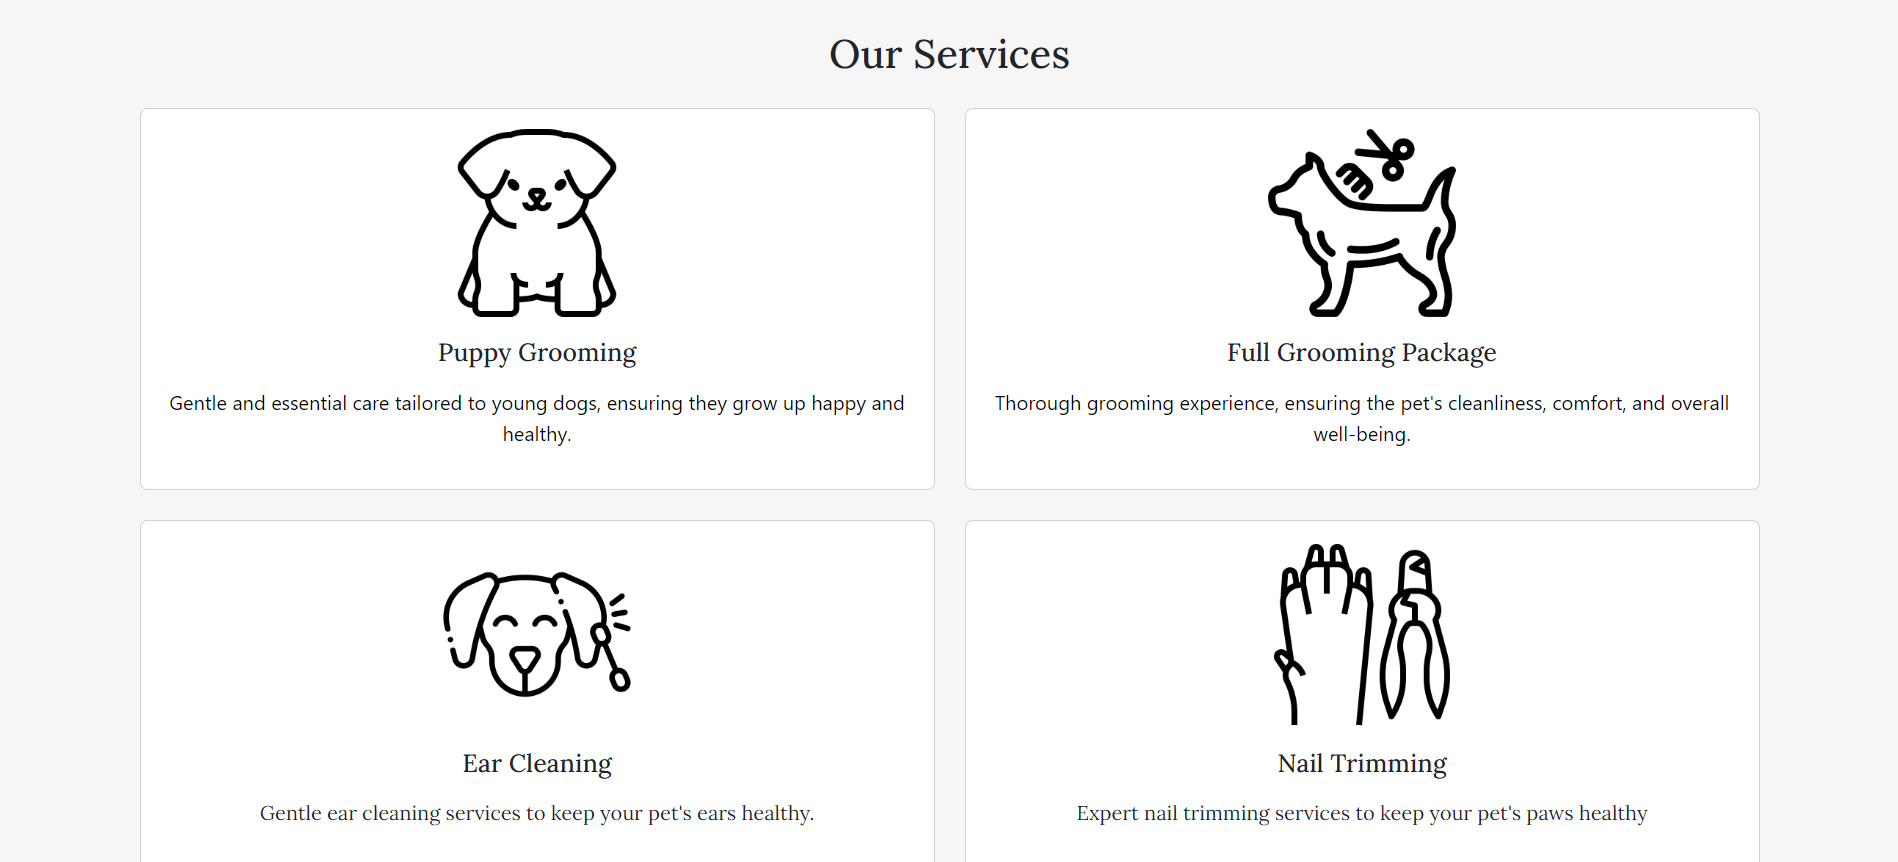 Our Services
Puppy Grooming
Gentle and essential care tailored to young dogs, ensuring they grow up happy and
healthy.
Full Grooming Package
Thorough grooming experience, ensuring the pet's cleanliness, comfort, and overall
well-being.
Ear Cleaning
Gentle ear cleaning services to keep your pet's ears healthy.
Nail Trimming
Expert nail trimming services to keep your pet's paws healthy